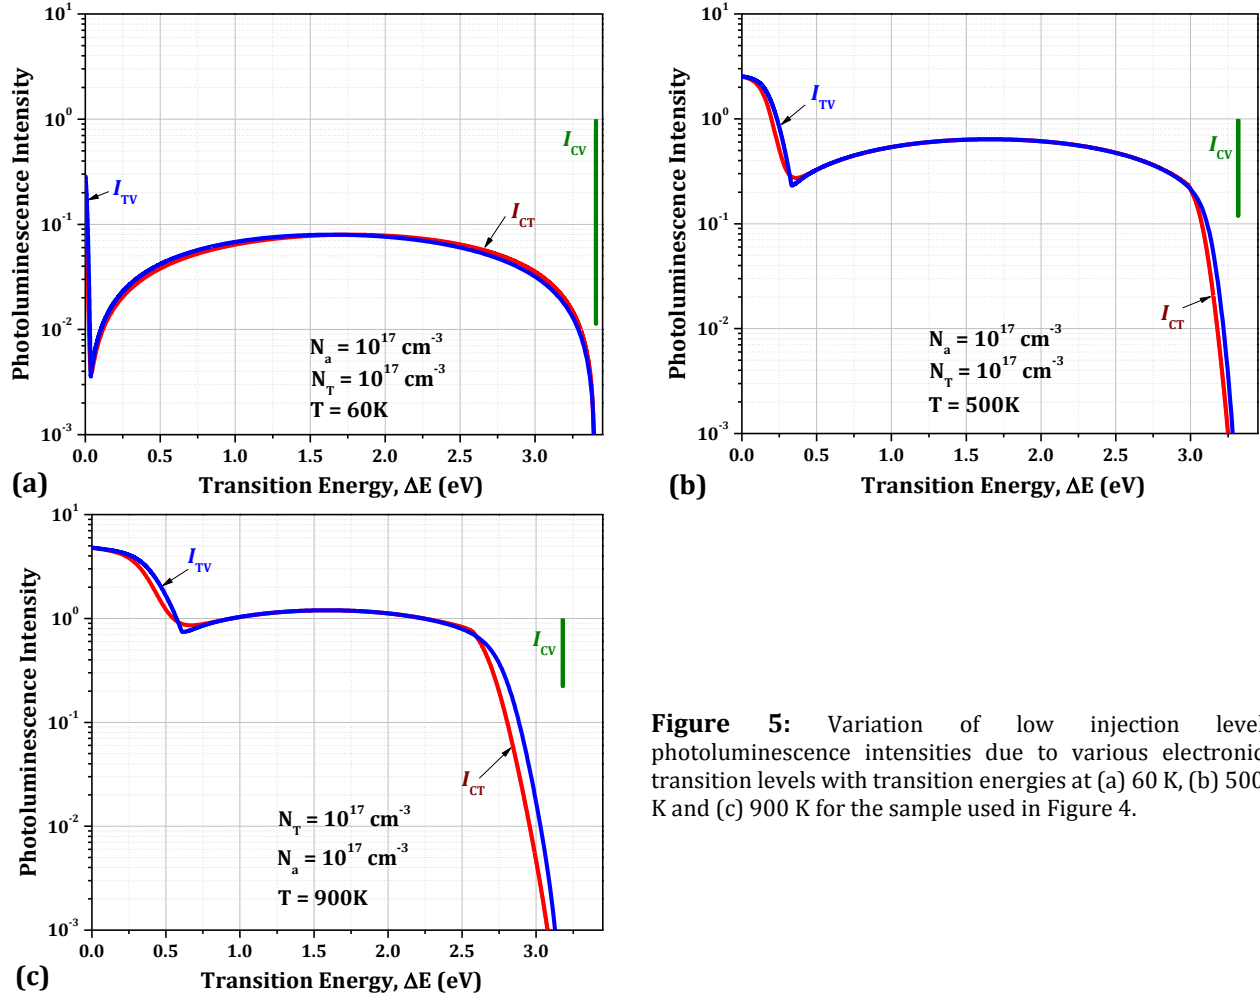 10^1
10^0
10^-1
10^-2
10^-3
Photoluminescence Intensity
I_TV
I_CT
I_CV
N_a = 10^17 cm^-3
N_T = 10^17 cm^-3
T = 60K
0.0 0.5 1.0 1.5 2.0 2.5 3.0
(a)
Transition Energy, ΔE (eV)
10^1
10^0
10^-1
10^-2
10^-3
Photoluminescence Intensity
I_TV
I_CV
I_CT
N_a = 10^17 cm^-3
N_T = 10^17 cm^-3
T = 500K
0.0 0.5 1.0 1.5 2.0 2.5 3.0
(b)
Transition Energy, ΔE (eV)
10^1
10^0
10^-1
10^-2
10^-3
Photoluminescence Intensity
I_TV
I_CV
I_CT
N_T = 10^17 cm^-3
N_a = 10^17 cm^-3
T = 900K
0.0 0.5 1.0 1.5 2.0 2.5 3.0
(c)
Transition Energy, ΔE (eV)
Figure 5: Variation of low injection level
photoluminescence intensities due to various electronic
transition levels with transition energies at (a) 60 K, (b) 500
K and (c) 900 K for the sample used in Figure 4.